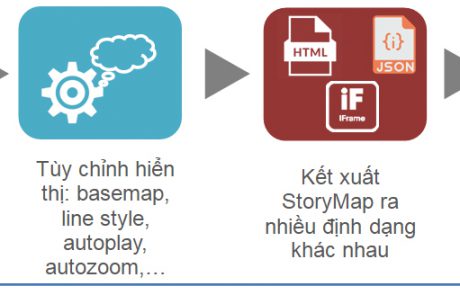 HTML
{i}
JSON
iF
IFrame
Tùy chỉnh hiển
thị: basemap,
line style,
autoplay,
autozoom,...
Kết xuất
StoryMap ra
nhiều định dạng
khác nhau